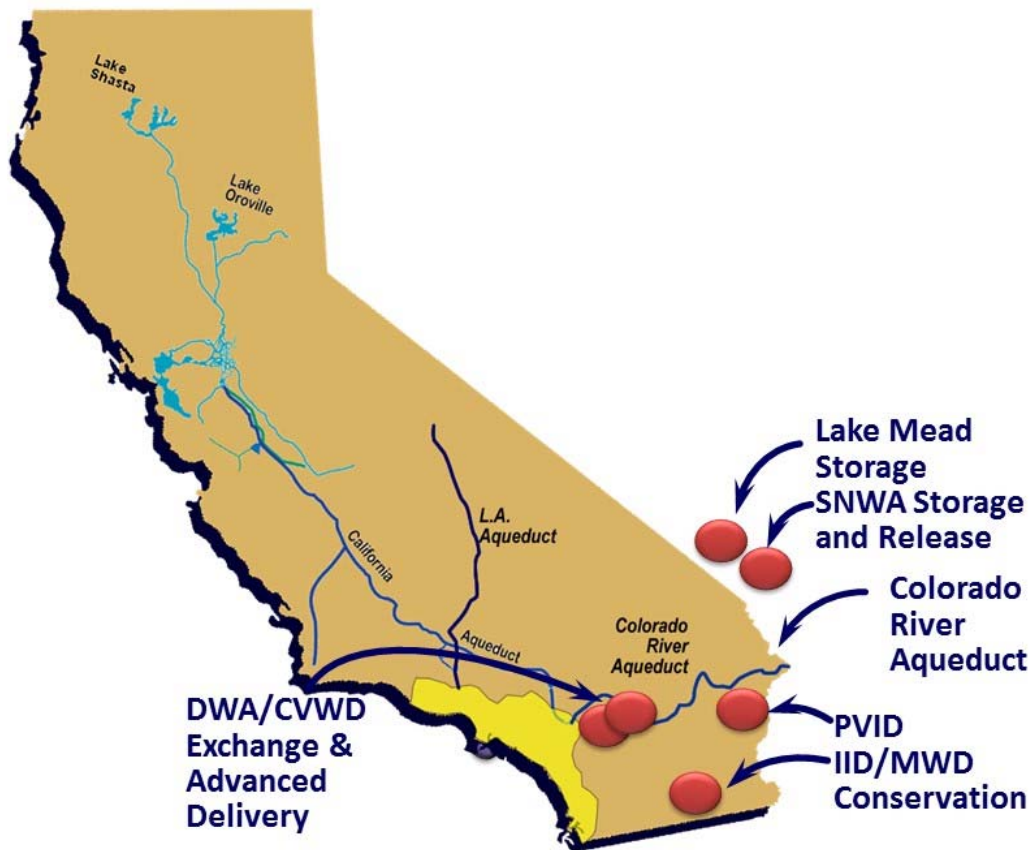 Lake
Shasta
Lake
Oroville
Lake Mead
Storage
SNWA Storage
and Release
L.A.
Aqueduct
California
Aqueduct
Colorado
River
Aqueduct
Colorado
River
Aqueduct
DWA/CVWD
Exchange &
Advanced
Delivery
PVID
IID/MWD
Conservation